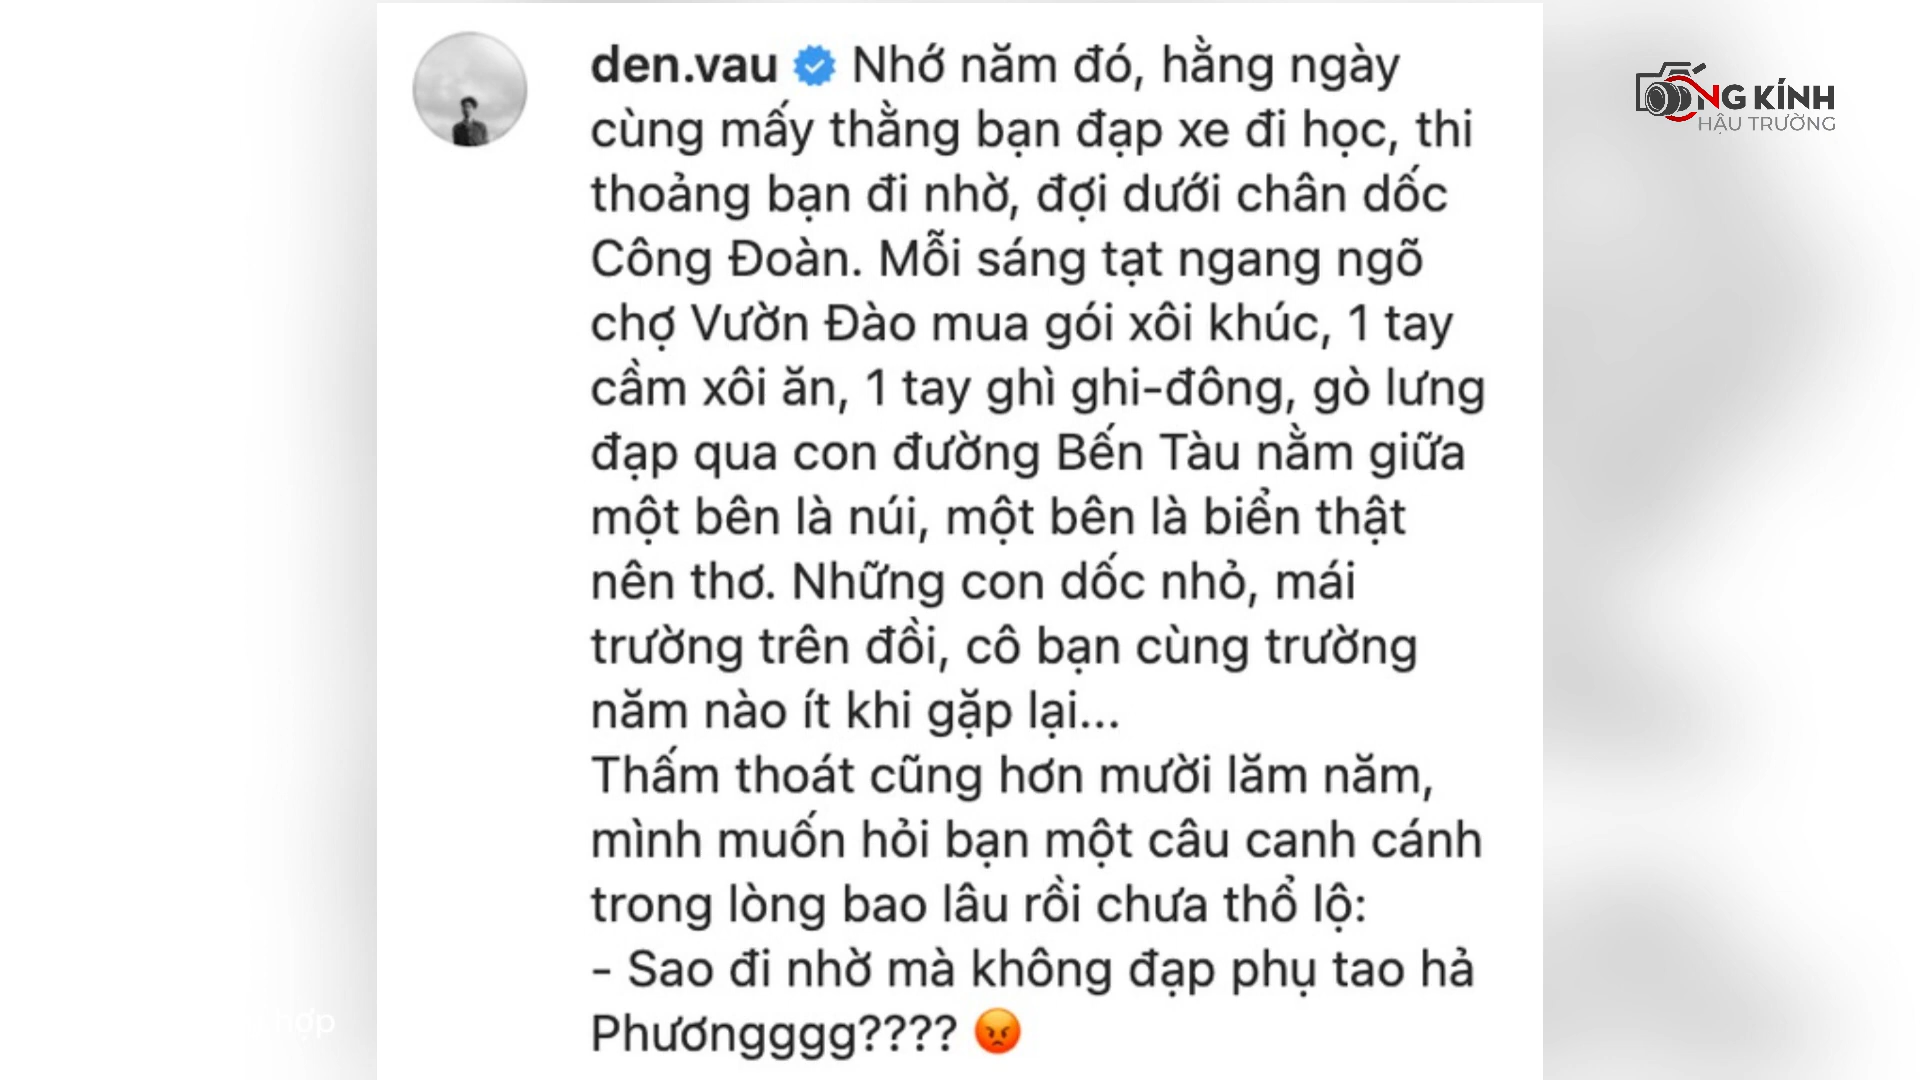 den.vau Nhớ năm đó, hằng ngày
cùng mấy thằng bạn đạp xe đi học, thi
thoảng bạn đi nhờ, đợi dưới chân dốc
Công Đoàn. Mỗi sáng tạt ngang ngõ
chợ Vườn Đào mua gói xôi khúc, 1 tay
cầm xôi ăn, 1 tay ghì ghi-đông, gò lưng
đạp qua con đường Bến Tàu nằm giữa
một bên là núi, một bên là biển thật
nên thơ. Những con dốc nhỏ, mái
trường trên đồi, cô bạn cùng trường
năm nào ít khi gặp lại...
Thấm thoát cũng hơn mười lăm năm,
mình muốn hỏi bạn một câu canh cánh
trong lòng bao lâu rồi chưa thổ lộ:
- Sao đi nhờ mà không đạp phụ tao hả
Phươngggg???? 😡
ỐNG KÍNH
HẬU TRƯỜNG
hợp